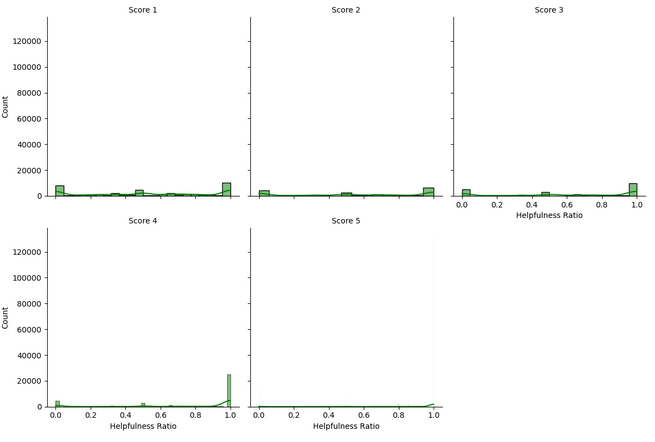 Score 1
Score 2
Score 3
120000
100000
80000
60000
40000
20000
0
Count
0.0 0.2 0.4 0.6 0.8 1.0
Helpfulness Ratio
Score 4
Score 5
120000
100000
80000
60000
40000
20000
0
Count
0.0 0.2 0.4 0.6 0.8 1.0
Helpfulness Ratio
0.0 0.2 0.4 0.6 0.8 1.0
Helpfulness Ratio